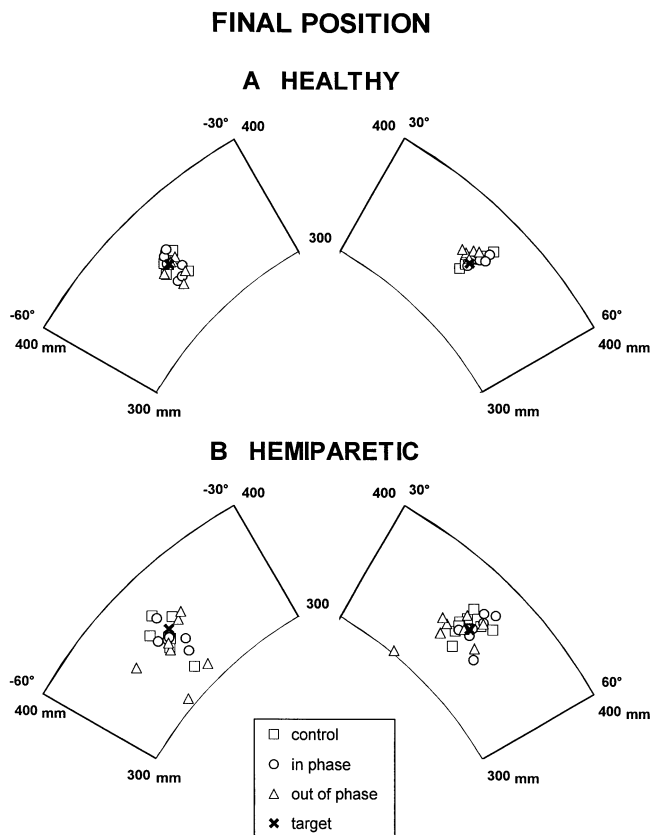 FINAL POSITION
A HEALTHY
-30° 400 400 30°
300
-60° 60°
400 mm 400 mm
300 mm 300 mm
B HEMIPARETIC
-30° 400 400 30°
300
-60° 60°
400 mm 400 mm
300 mm 300 mm
control
in phase
out of phase
target